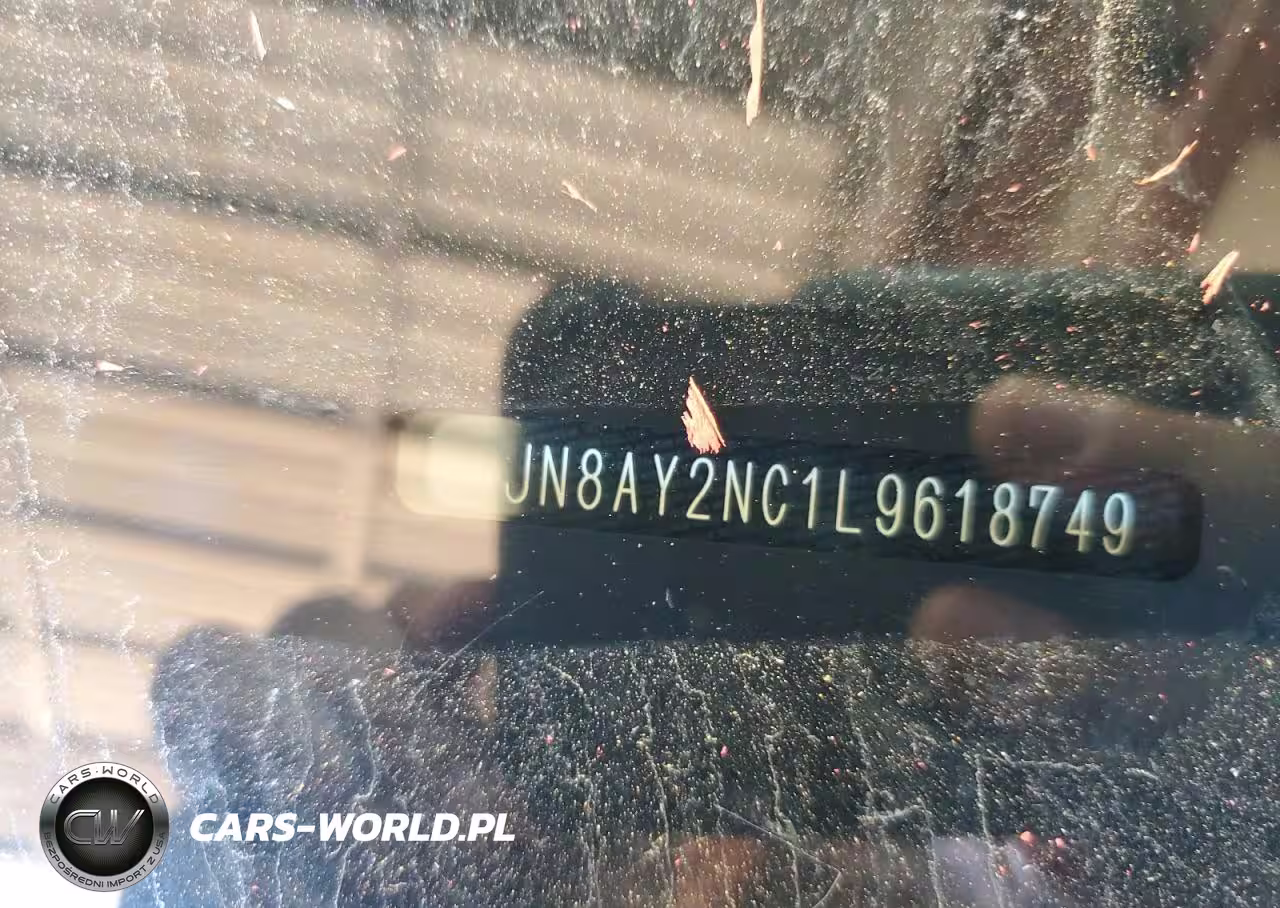 JN8AY2NC1L9618749
CARS-WORLD
CW
BEZPOŚREDNI IMPORT Z USA
CARS-WORLD.PL